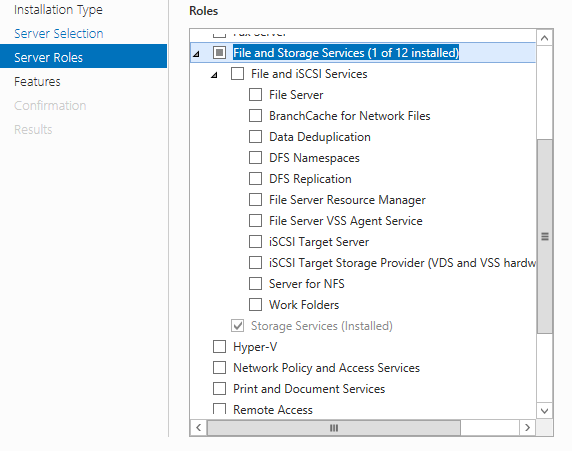 Installation Type
Server Selection
Server Roles
Features
Confirmation
Results
Roles
Fax Server
File and Storage Services (1 of 12 installed)
File and iSCSI Services
File Server
BranchCache for Network Files
Data Deduplication
DFS Namespaces
DFS Replication
File Server Resource Manager
File Server VSS Agent Service
iSCSI Target Server
iSCSI Target Storage Provider (VDS and VSS hardw
Server for NFS
Work Folders
Storage Services (Installed)
Hyper-V
Network Policy and Access Services
Print and Document Services
Remote Access